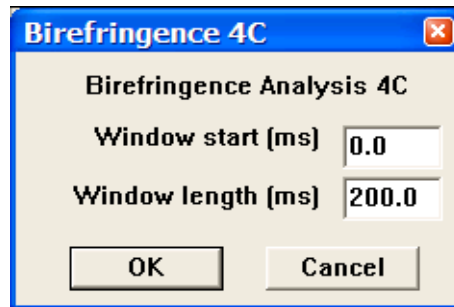 Birefringence 4C
Birefringence Analysis 4C
Window start (ms) 0.0
Window length (ms) 200.0
OK Cancel